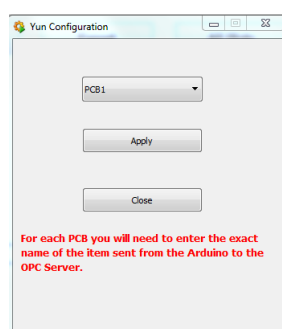 Yun Configuration
PCB1
Apply
Close
For each PCB you will need to enter the exact
name of the item sent from the Arduino to the
OPC Server.